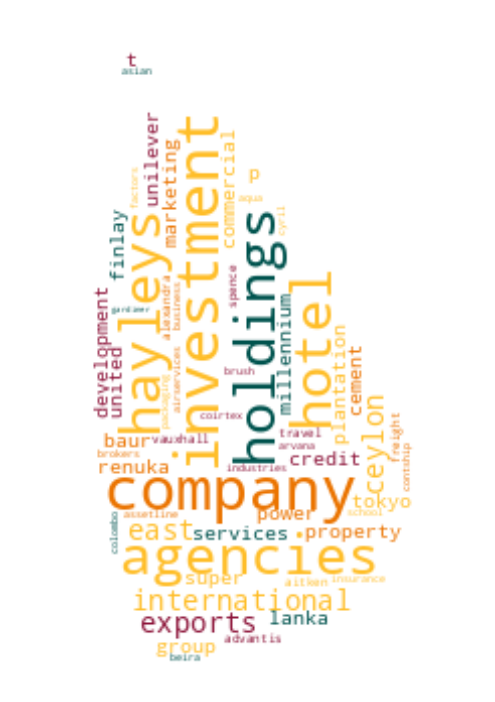 t
asian
unilever
marketing
factors
investment
commercial
p
aqua
hayleys
finlay
holdings
cyril
spence
hotel
alexandra
business
gardiner
development
united
millennium
plantation
cement
packaging
airservices
brush
ceylon
coirtex
freight
contship
baur
vauxhall
travel
arvana
brokers
renuka
industries
credit
company
tokyo
colombo
assetline
power
school
east
services
property
agencies
super
aitken
insurance
international
exports
lanka
advantis
group
beira